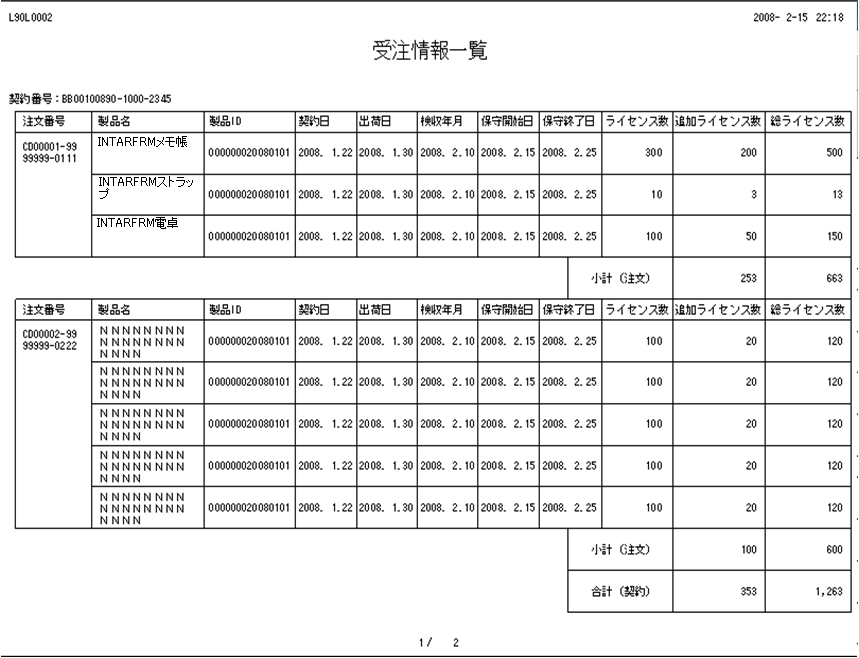 L90L0002 2008- 2-15 22:18
受注情報一覧
契約番号：BB00100890-1000-2345
注文番号 製品名 製品ID 契約日 出荷日 検収年月 保守開始日 保守終了日 ライセンス数 追加ライセンス数 総ライセンス数
CD00001-99
99999-0111
INTARFRMメモ帳
000000020080101 2008. 1.22 2008. 1.30 2008. 2.10 2008. 2.15 2008. 2.25 300 200 500
INTARFRMストラッ
プ
000000020080101 2008. 1.22 2008. 1.30 2008. 2.10 2008. 2.15 2008. 2.25 10 3 13
INTARFRM電卓
000000020080101 2008. 1.22 2008. 1.30 2008. 2.10 2008. 2.15 2008. 2.25 100 50 150
小計（注文） 253 663
注文番号 製品名 製品ID 契約日 出荷日 検収年月 保守開始日 保守終了日 ライセンス数 追加ライセンス数 総ライセンス数
CD00002-99
99999-0222
ＮＮＮＮＮＮＮＮ
ＮＮＮＮＮＮＮＮ
ＮＮＮＮ
000000020080101 2008. 1.22 2008. 1.30 2008. 2.10 2008. 2.15 2008. 2.25 100 20 120
ＮＮＮＮＮＮＮＮ
ＮＮＮＮＮＮＮＮ
ＮＮＮＮ
000000020080101 2008. 1.22 2008. 1.30 2008. 2.10 2008. 2.15 2008. 2.25 100 20 120
ＮＮＮＮＮＮＮＮ
ＮＮＮＮＮＮＮＮ
ＮＮＮＮ
000000020080101 2008. 1.22 2008. 1.30 2008. 2.10 2008. 2.15 2008. 2.25 100 20 120
ＮＮＮＮＮＮＮＮ
ＮＮＮＮＮＮＮＮ
ＮＮＮＮ
000000020080101 2008. 1.22 2008. 1.30 2008. 2.10 2008. 2.15 2008. 2.25 100 20 120
ＮＮＮＮＮＮＮＮ
ＮＮＮＮＮＮＮＮ
ＮＮＮＮ
000000020080101 2008. 1.22 2008. 1.30 2008. 2.10 2008. 2.15 2008. 2.25 100 20 120
小計（注文） 100 600
合計（契約） 353 1,263
1/ 2